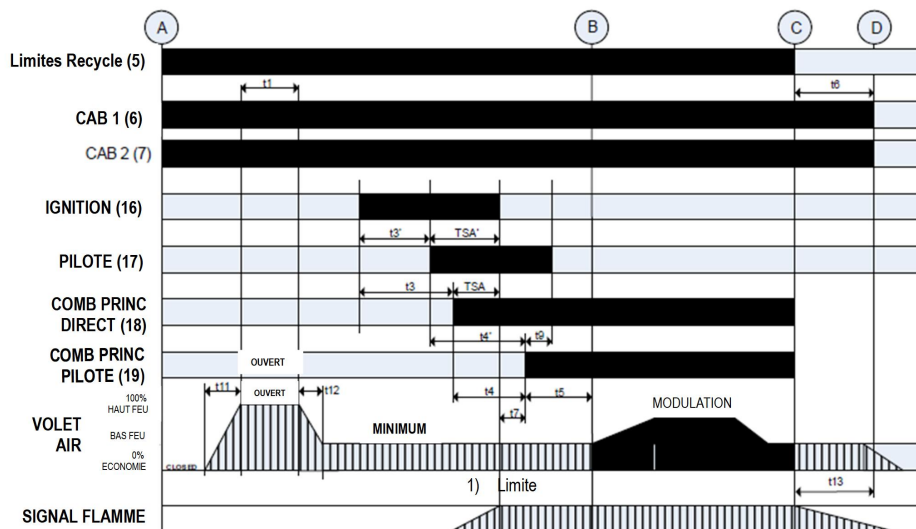 A B C D
Limites Recycle (5)
t1 t6
CAB 1 (6)
CAB 2 (7)
IGNITION (16)
t3' TSA'
PILOTE (17)
t3 TSA
COMB PRINC
DIRECT (18)
t4' t9
COMB PRINC
PILOTE (19)
OUVERT
t11 OUVERT t12 t4 t5
t7
100%
HAUT FEU
VOLET
AIR
BAS FEU
0%
ECONOMIE
CLOSED
MINIMUM
MODULATION
1) Limite
t13
SIGNAL FLAMME